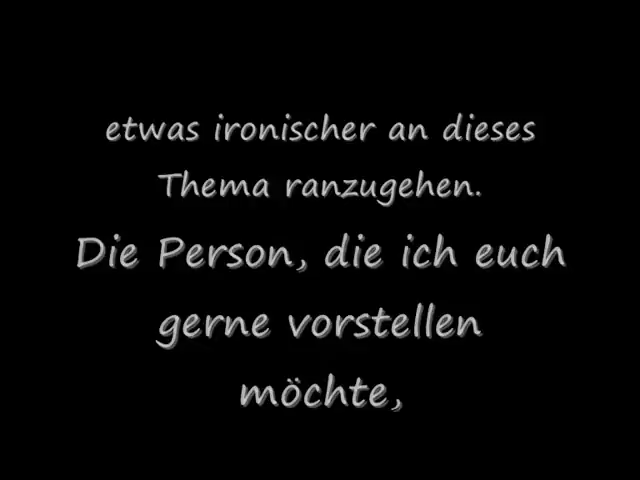 etwas ironischer an dieses
Thema ranzugehen.
Die Person, die ich euch
gerne vorstellen
möchte,